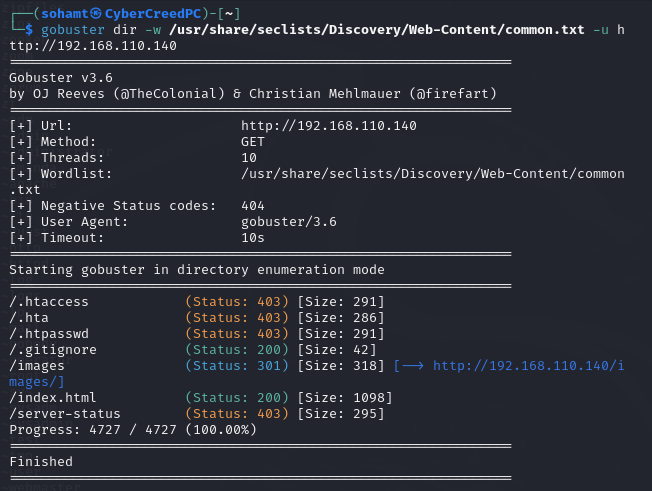 ┌──(sohamt㉿CyberCreedPC)-[~]
└─$ gobuster dir -w /usr/share/seclists/Discovery/Web-Content/common.txt -u h
ttp://192.168.110.140
===============================================================
Gobuster v3.6
by OJ Reeves (@TheColonial) & Christian Mehlmauer (@firefart)
===============================================================
[+] Url:                     http://192.168.110.140
[+] Method:                  GET
[+] Threads:                 10
[+] Wordlist:                /usr/share/seclists/Discovery/Web-Content/common
.txt
[+] Negative Status codes:   404
[+] User Agent:              gobuster/3.6
[+] Timeout:                 10s
===============================================================
Starting gobuster in directory enumeration mode
===============================================================
/.htaccess            (Status: 403) [Size: 291]
/.hta                 (Status: 403) [Size: 286]
/.htpasswd            (Status: 403) [Size: 291]
/.gitignore           (Status: 200) [Size: 42]
/images               (Status: 301) [Size: 318] [--> http://192.168.110.140/i
mages/]
/index.html           (Status: 200) [Size: 1098]
/server-status        (Status: 403) [Size: 295]
Progress: 4727 / 4727 (100.00%)
===============================================================
Finished
===============================================================